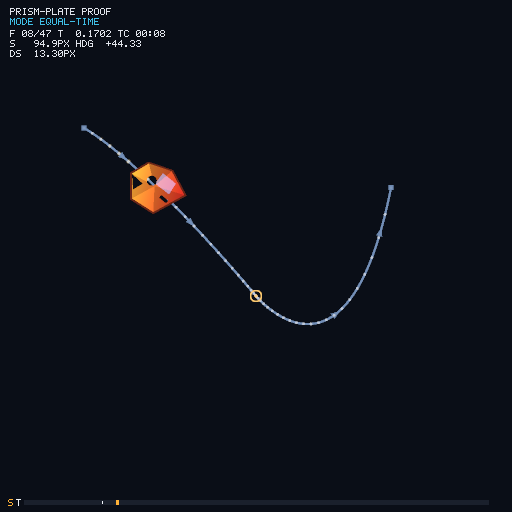 PRISM-PLATE PROOF
MODE EQUAL-TIME
F 08/47 T  0.1702 TC 00:08
S   94.9PX HDG  +44.33
DS  13.30PX
ST